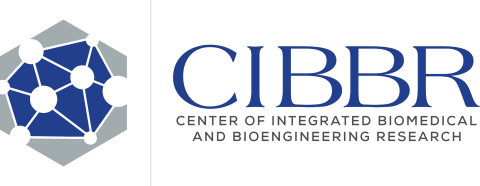 CIBBR
CENTER OF INTEGRATED BIOMEDICAL
AND BIOENGINEERING RESEARCH